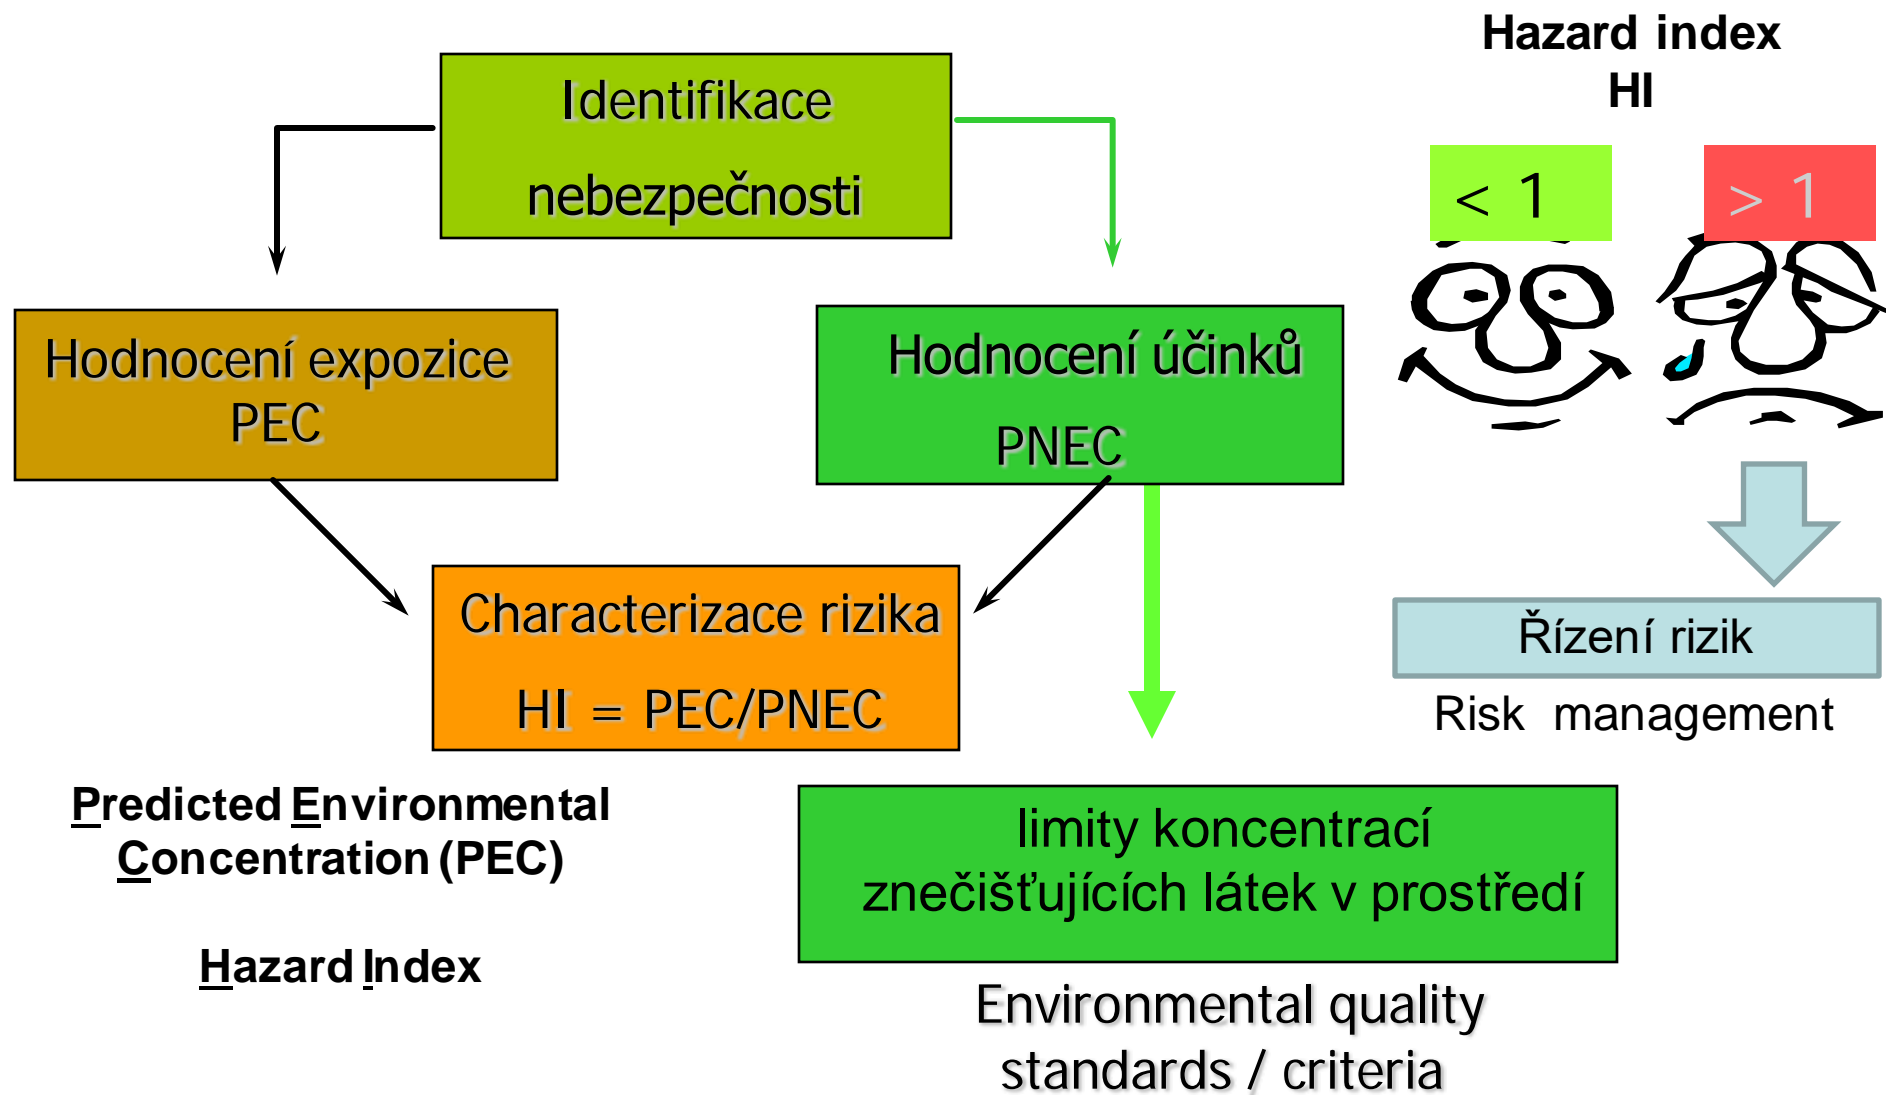 Identifikace
nebezpečnosti
Hodnocení expozice
PEC
Hodnocení účinků
PNEC
Characterizace rizika
HI = PEC/PNEC
Predicted Environmental
Concentration (PEC)
Hazard Index
limity koncentrací
znečišťujících látek v prostředí
Environmental quality
standards / criteria
Hazard index
HI
< 1
> 1
Řízení rizik
Risk management